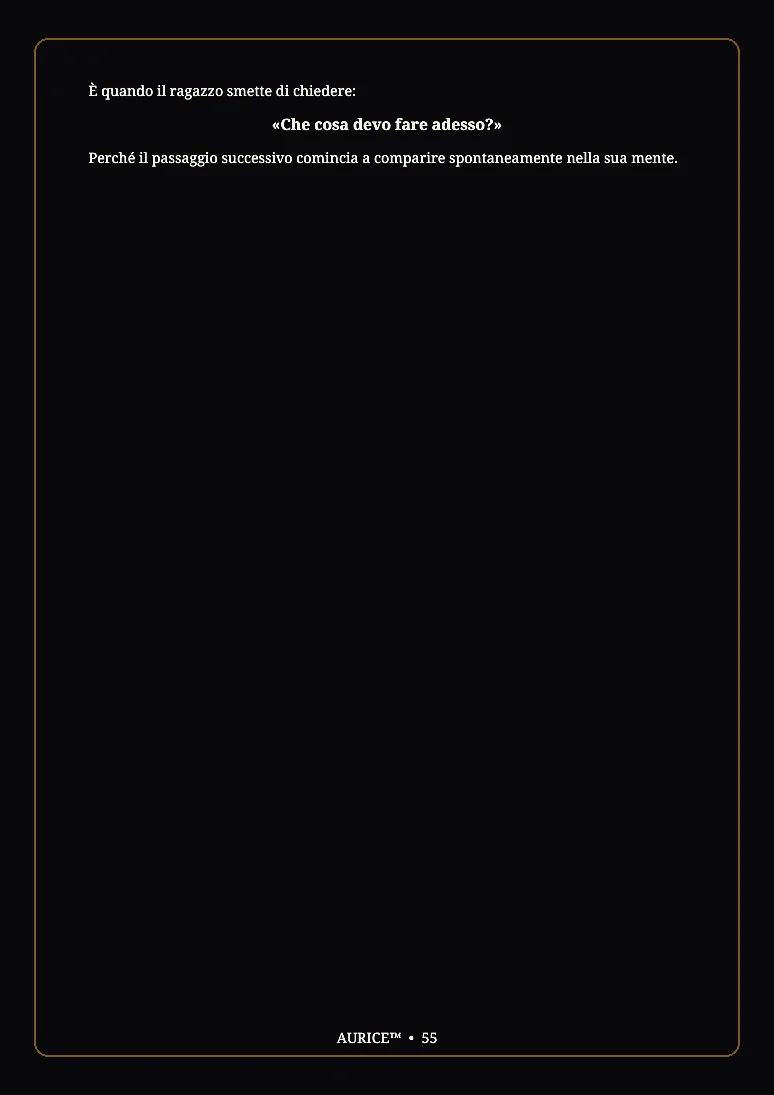 È quando il ragazzo smette di chiedere:
«Che cosa devo fare adesso?»
Perché il passaggio successivo comincia a comparire spontaneamente nella sua mente.
AURICE™ • 55